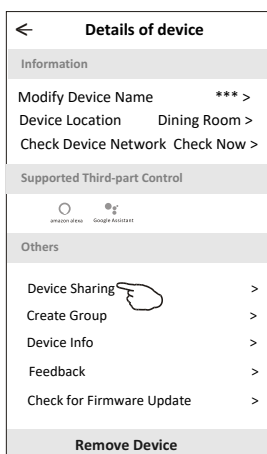 ← Details of device
Information
Modify Device Name *** >
Device Location Dining Room >
Check Device Network Check Now >
Supported Third-part Control
amazon alexa Google Assistant
Others
Device Sharing >
Create Group >
Device Info >
Feedback >
Check for Firmware Update >
Remove Device